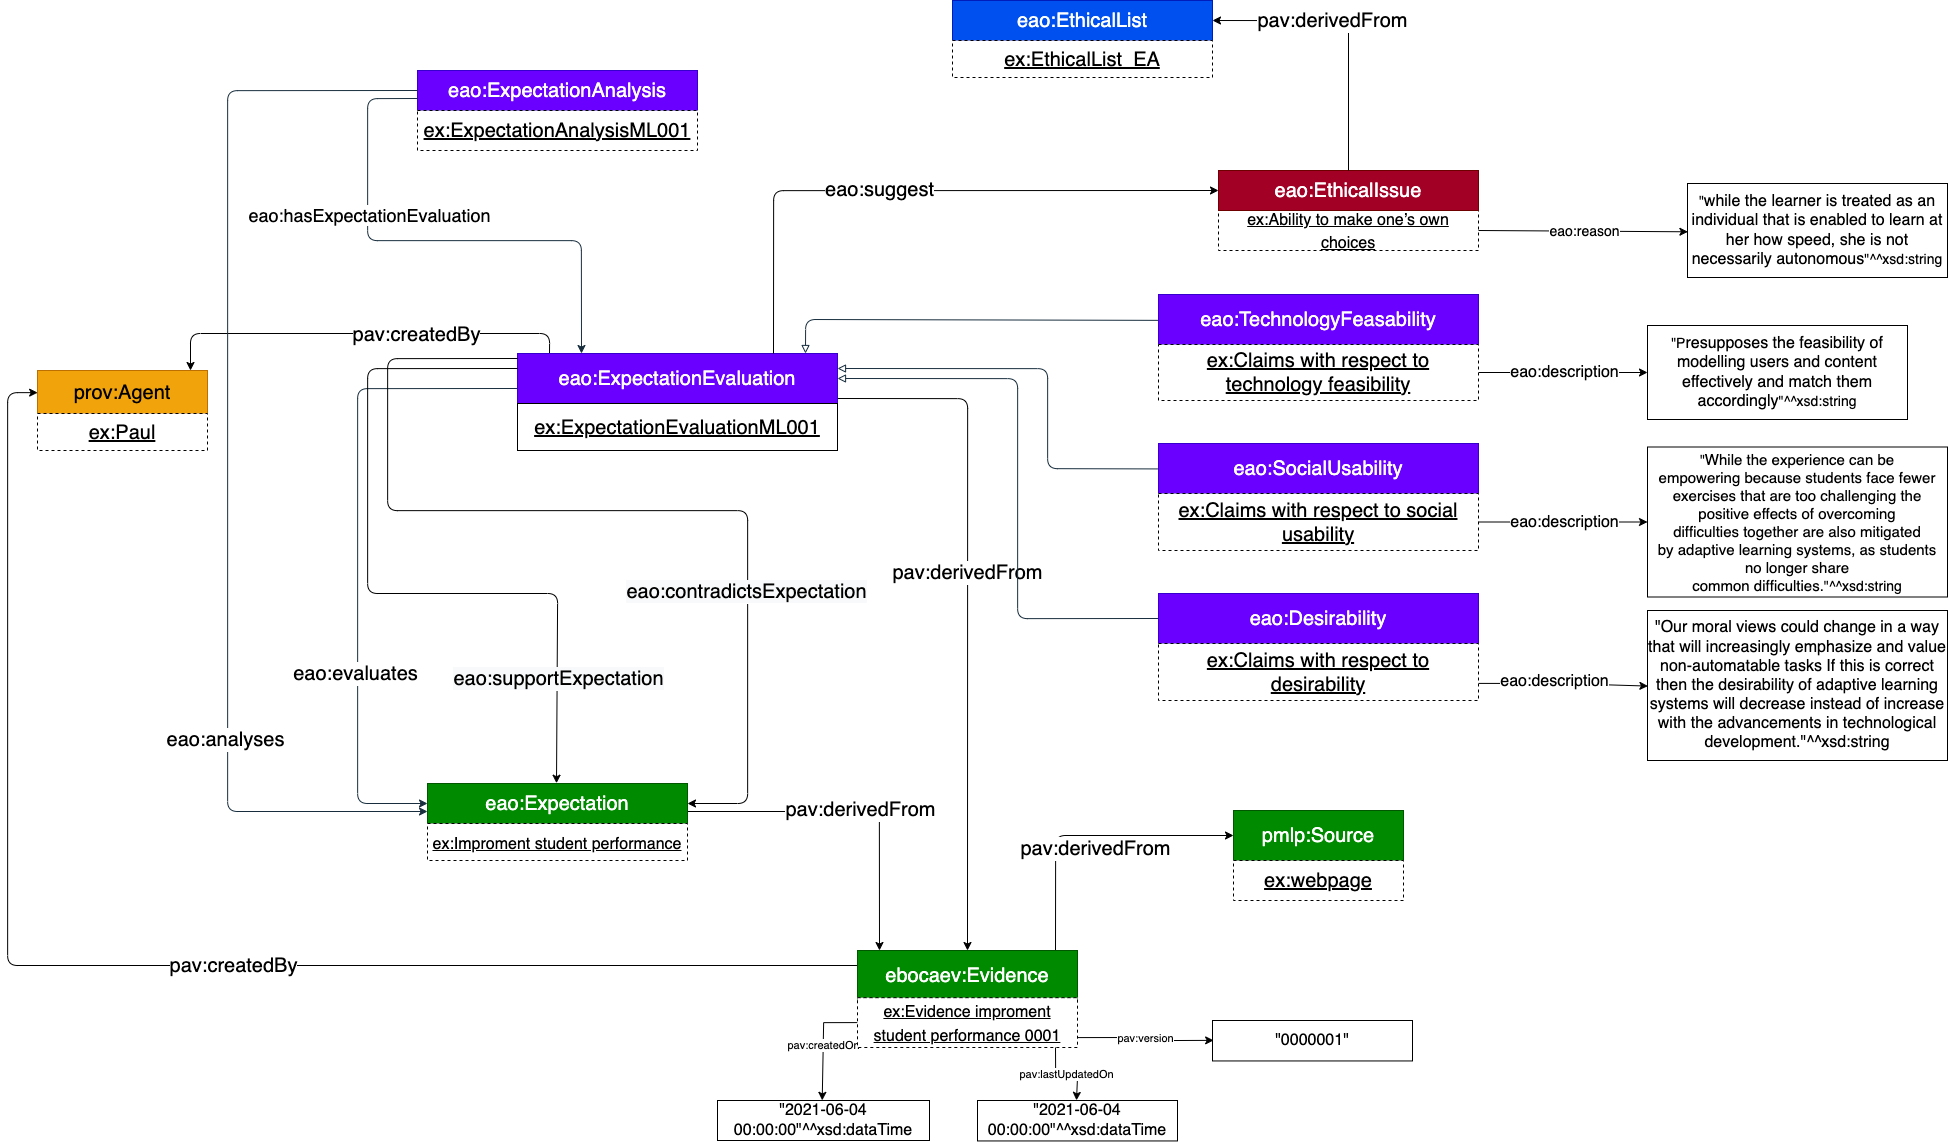 eao:EthicalList
pav:derivedFrom
ex:EthicalList_EA
eao:ExpectationAnalysis
ex:ExpectationAnalysisML001
eao:suggest
eao:EthicalIssue
ex:Ability to make one’s own
choices
eao:reason
"while the learner is treated as an
individual that is enabled to learn at
her how speed, she is not
necessarily autonomous"^^xsd:string
eao:hasExpectationEvaluation
pav:createdBy
eao:TechnologyFeasability
ex:Claims with respect to
technology feasibility
eao:description
"Presupposes the feasibility of
modelling users and content
effectively and match them
accordingly"^^xsd:string
prov:Agent
ex:Paul
eao:ExpectationEvaluation
ex:ExpectationEvaluationML001
eao:SocialUsability
ex:Claims with respect to social
usability
eao:description
"While the experience can be
empowering because students face fewer
exercises that are too challenging the
positive effects of overcoming
difficulties together are also mitigated
by adaptive learning systems, as students
no longer share
common difficulties."^^xsd:string
pav:derivedFrom
eao:contradictsExpectation
eao:Desirability
ex:Claims with respect to
desirability
eao:description
"Our moral views could change in a way
that will increasingly emphasize and value
non-automatable tasks If this is correct
then the desirability of adaptive learning
systems will decrease instead of increase
with the advancements in technological
development."^^xsd:string
eao:evaluates
eao:supportExpectation
eao:analyses
eao:Expectation
ex:Improment student performance
pav:derivedFrom
pav:derivedFrom
pmlp:Source
ex:webpage
pav:createdBy
ebocaev:Evidence
ex:Evidence improment
student performance 0001
pav:createdOn
pav:version
"0000001"
pav:lastUpdatedOn
"2021-06-04
00:00:00"^^xsd:dataTime
"2021-06-04
00:00:00"^^xsd:dataTime